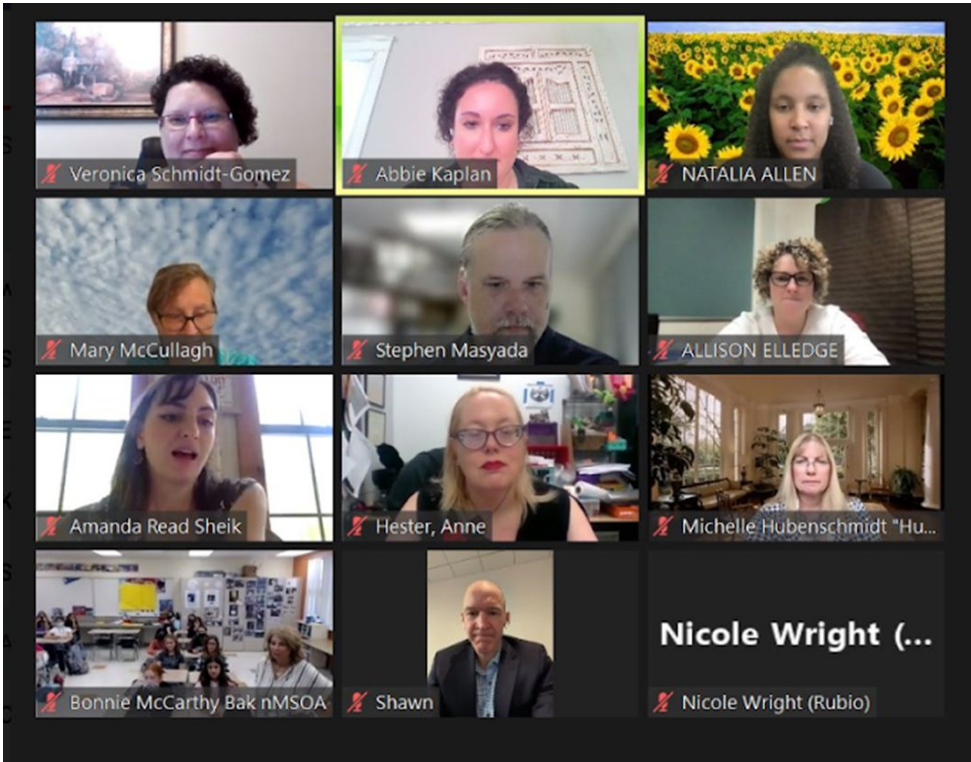 Veronica Schmidt-Gomez
Abbie Kaplan
NATALIA ALLEN
Mary McCullagh
Stephen Masyada
ALLISON ELLEDGE
Amanda Read Sheik
Hester, Anne
Michelle Hubenschmidt "Hu...
Bonnie McCarthy Bak nMSOA
Shawn
Nicole Wright (...
Nicole Wright (Rubio)